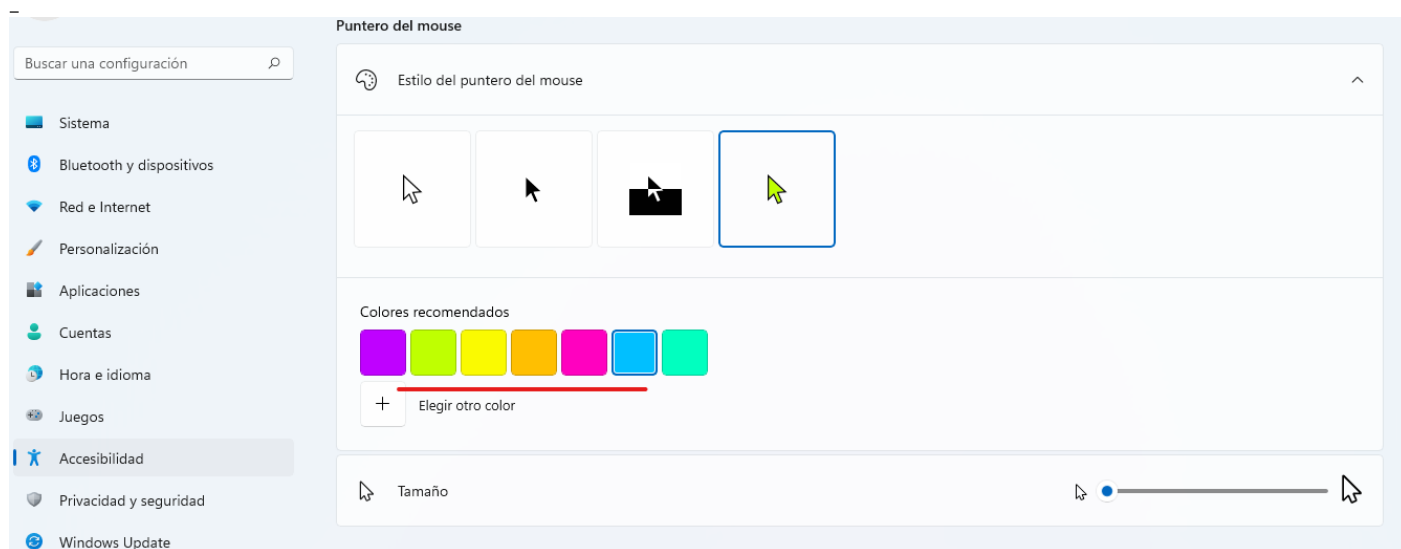 Puntero del mouse
Buscar una configuración
Estilo del puntero del mouse
Sistema
Bluetooth y dispositivos
Red e Internet
Personalización
Aplicaciones
Colores recomendados
Cuentas
Hora e idioma
Elegir otro color
Juegos
Accesibilidad
Tamaño
Privacidad y seguridad
Windows Update